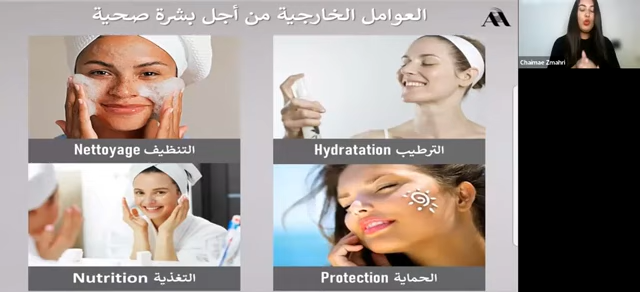 العوامل الخارجية من أجل بشرة صحية
Nettoyage التنظيف
Hydratation الترطيب
Nutrition التغذية
Protection الحماية
Chaimae Zmahri